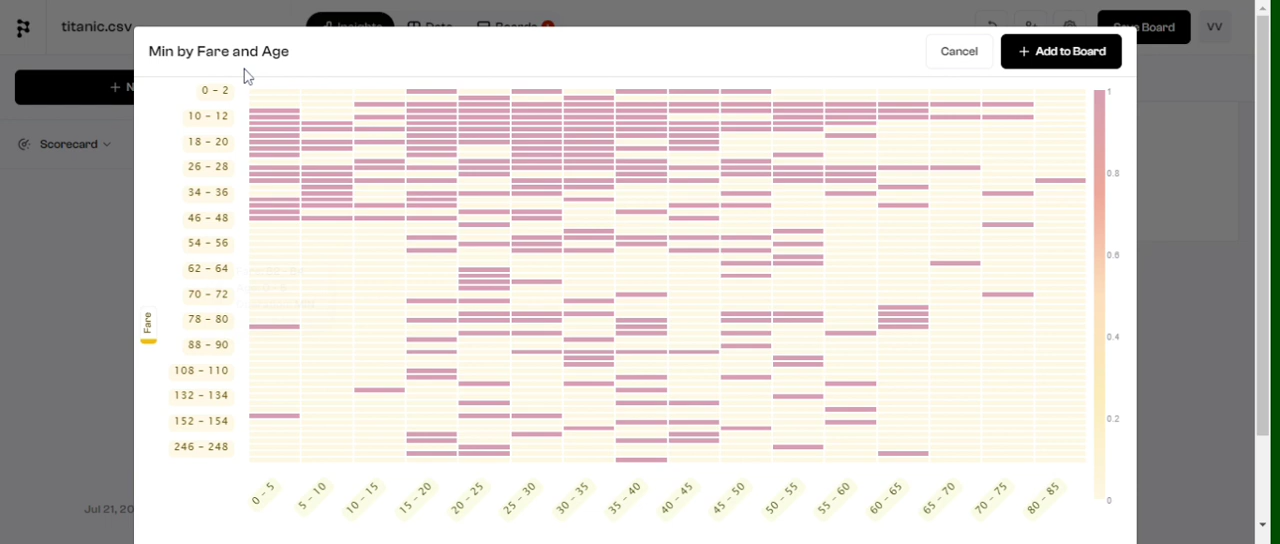 titanic.csv
Insights
Data
Boards
Board
VV
Min by Fare and Age
Cancel
+ Add to Board
+ N
Scorecard
Jul 21, 20
Fare
0 - 2
10 - 12
18 - 20
26 - 28
34 - 36
46 - 48
54 - 56
62 - 64
70 - 72
78 - 80
88 - 90
108 - 110
132 - 134
152 - 154
246 - 248
0 - 5
5 - 10
10 - 15
15 - 20
20 - 25
25 - 30
30 - 35
35 - 40
40 - 45
45 - 50
50 - 55
55 - 60
60 - 65
65 - 70
70 - 75
80 - 85
1
0.8
0.6
0.4
0.2
0